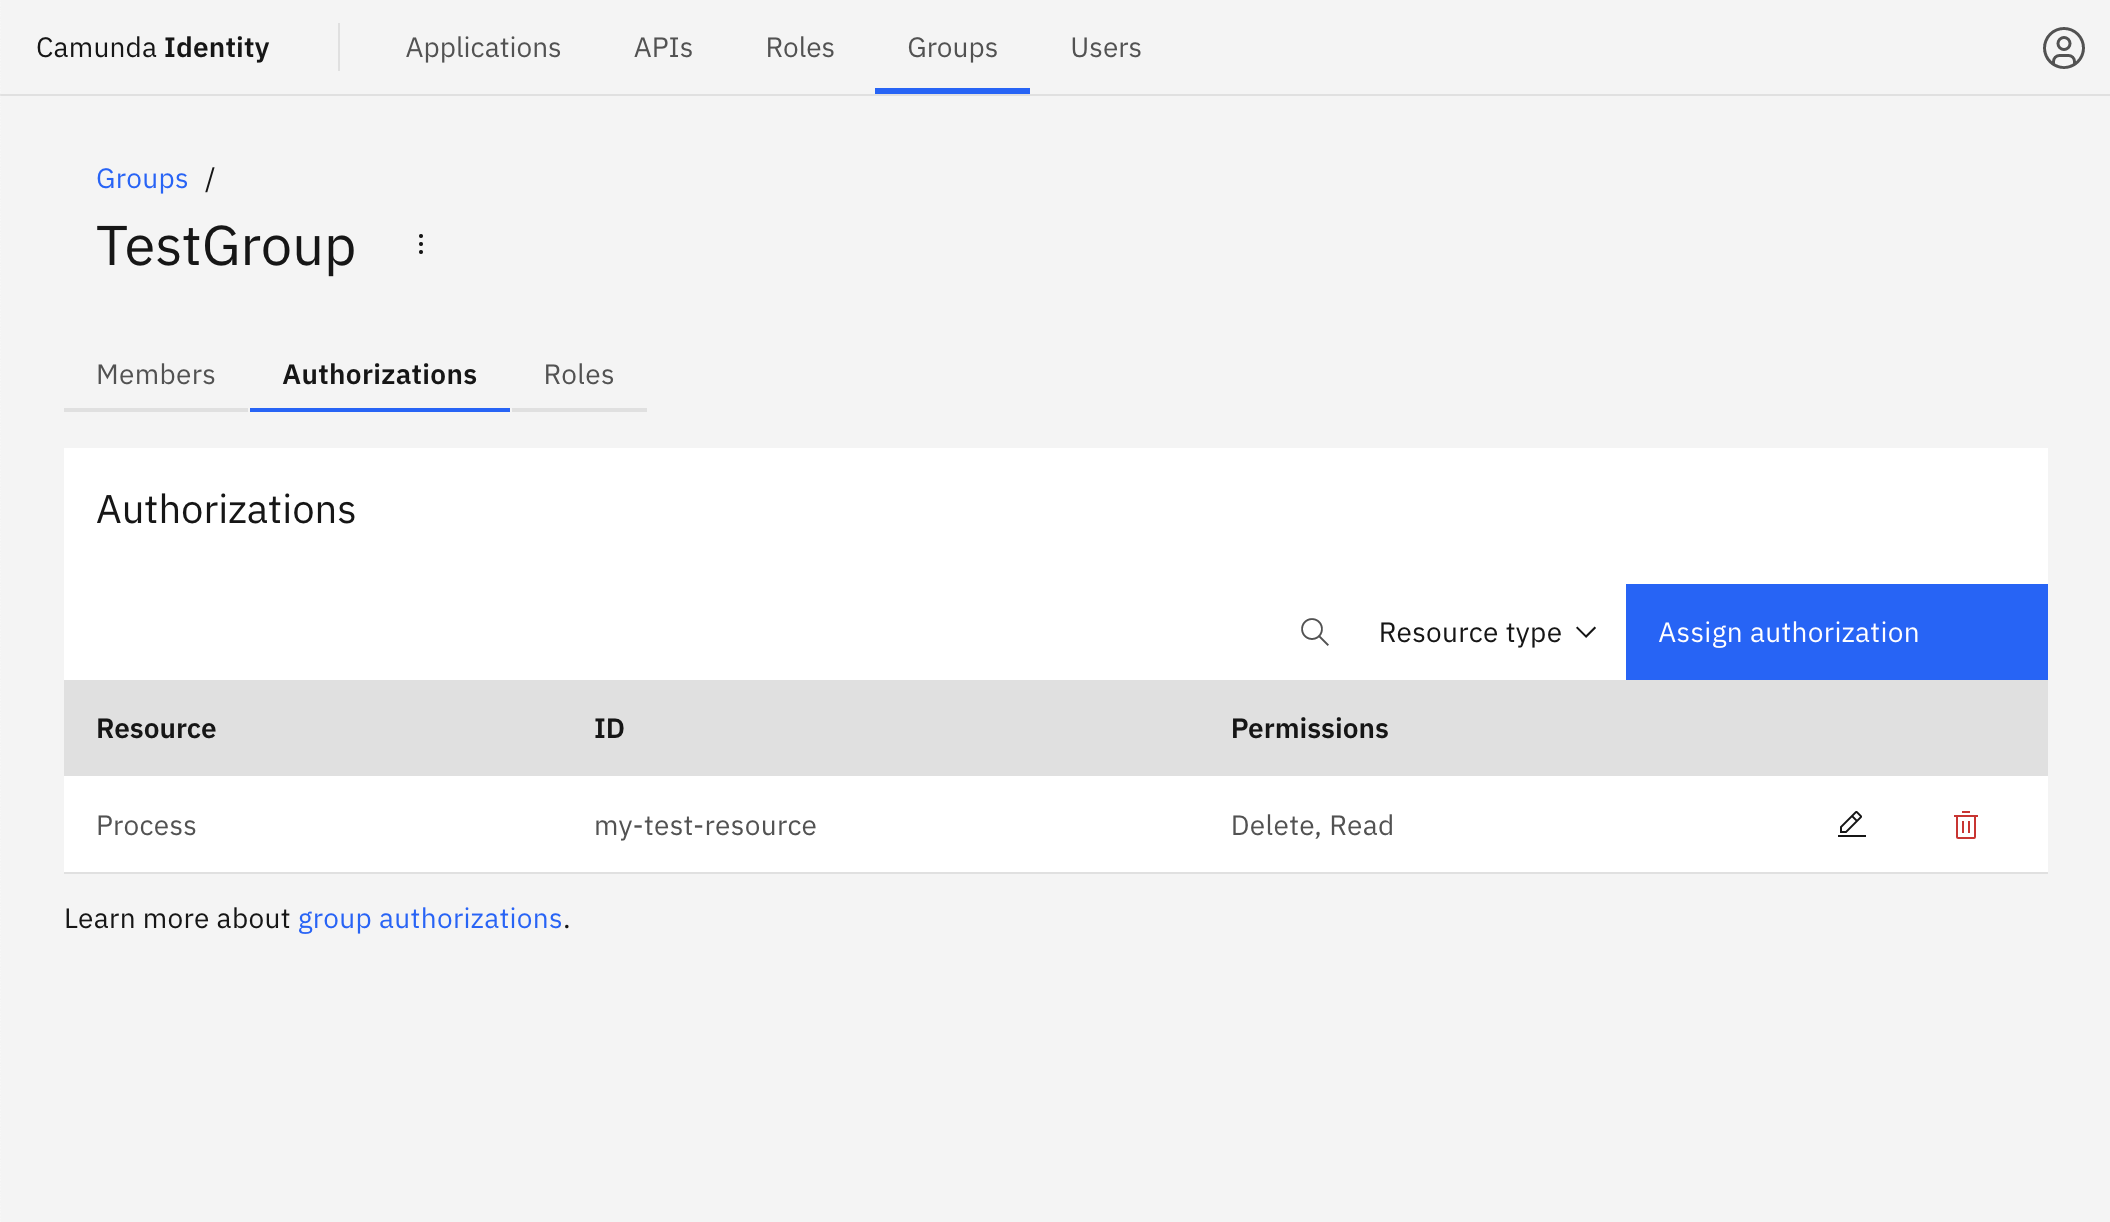 Camunda Identity Applications APIs Roles Groups Users
Groups /
TestGroup
Members Authorizations Roles
Authorizations
Resource type Assign authorization
Resource ID Permissions
Process my-test-resource Delete, Read
Learn more about group authorizations.